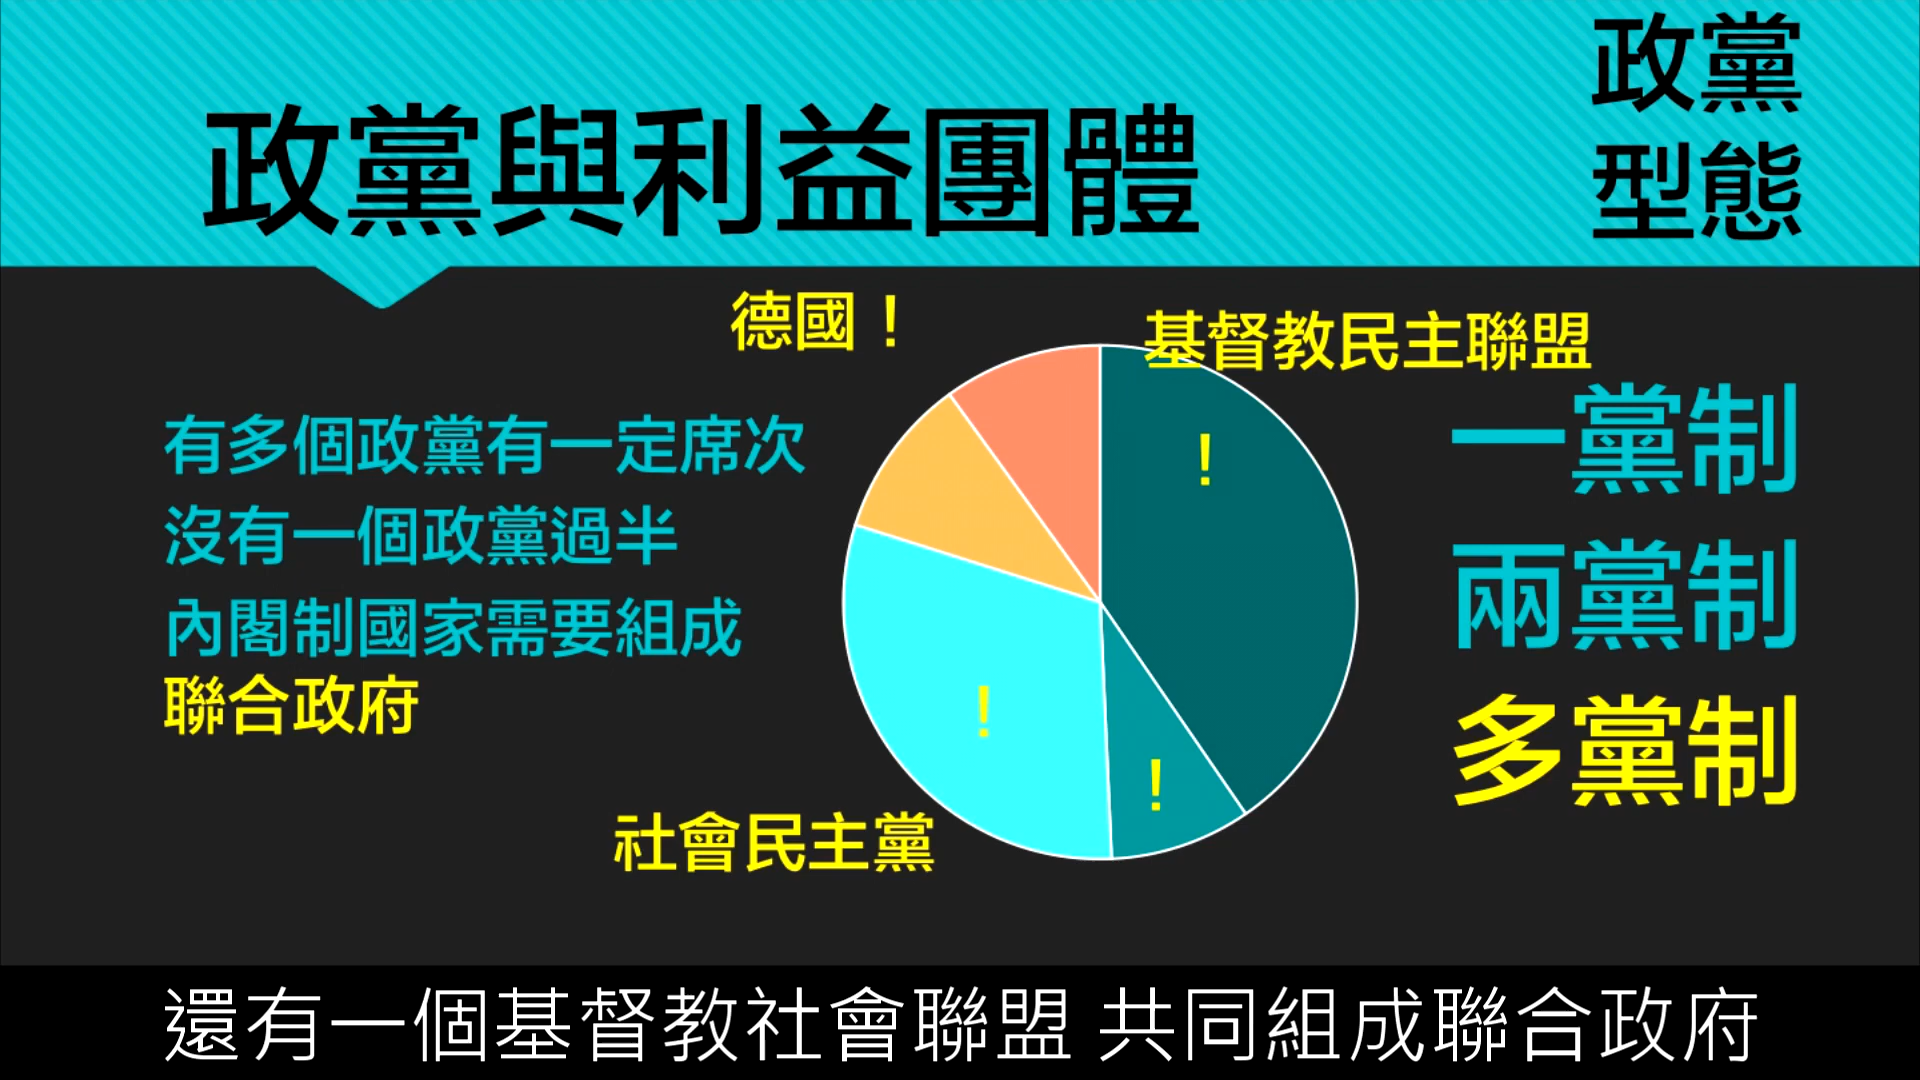 政黨與利益團體
政黨
型態
德國！
基督教民主聯盟
有多個政黨有一定席次
沒有一個政黨過半
內閣制國家需要組成
聯合政府
！
！
！
社會民主黨
一黨制
兩黨制
多黨制
還有一個基督教社會聯盟 共同組成聯合政府